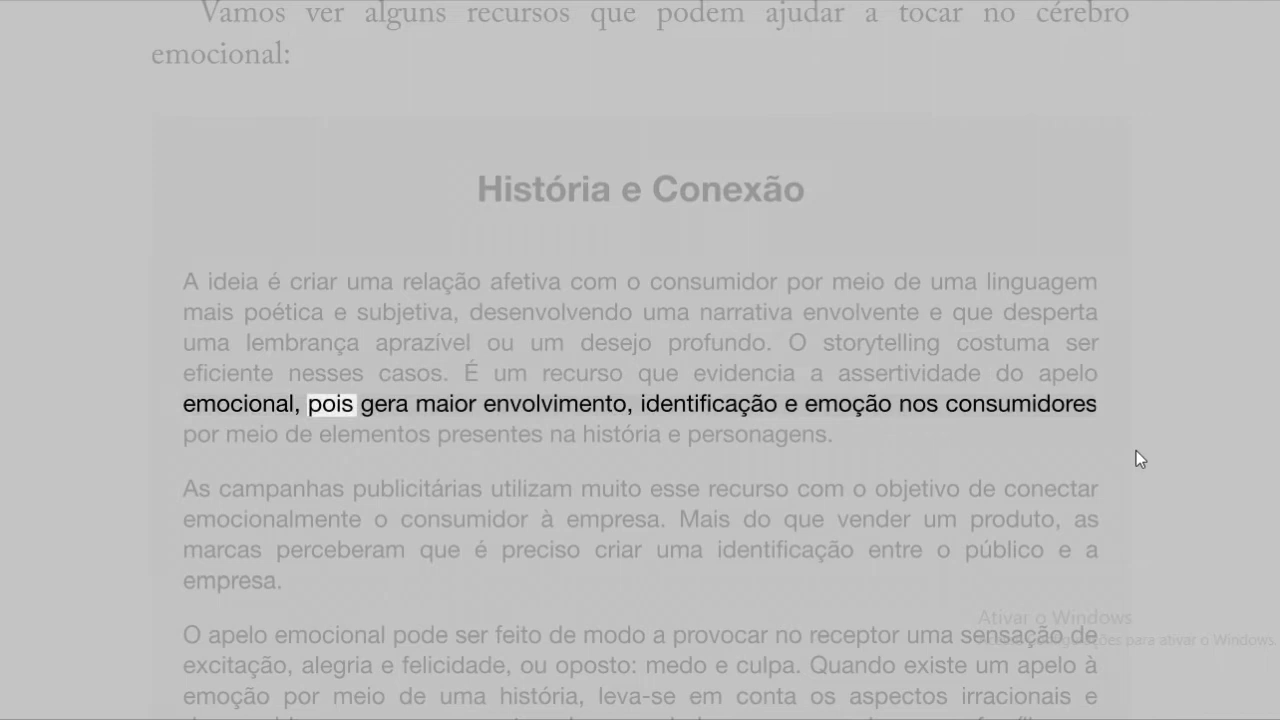 Vamos ver alguns recursos que podem ajudar a tocar no cérebro
emocional:
História e Conexão
A ideia é criar uma relação afetiva com o consumidor por meio de uma linguagem
mais poética e subjetiva, desenvolvendo uma narrativa envolvente e que desperta
uma lembrança aprazível ou um desejo profundo. O storytelling costuma ser
eficiente nesses casos. É um recurso que evidencia a assertividade do apelo
emocional, pois gera maior envolvimento, identificação e emoção nos consumidores
por meio de elementos presentes na história e personagens.
As campanhas publicitárias utilizam muito esse recurso com o objetivo de conectar
emocionalmente o consumidor à empresa. Mais do que vender um produto, as
marcas perceberam que é preciso criar uma identificação entre o público e a
empresa.
Ativar o Windows
O apelo emocional pode ser feito de modo a provocar no receptor uma sensação de
para ativar o Windows.
excitação, alegria e felicidade, ou oposto: medo e culpa. Quando existe um apelo à
emoção por meio de uma história, leva-se em conta os aspectos irracionais e